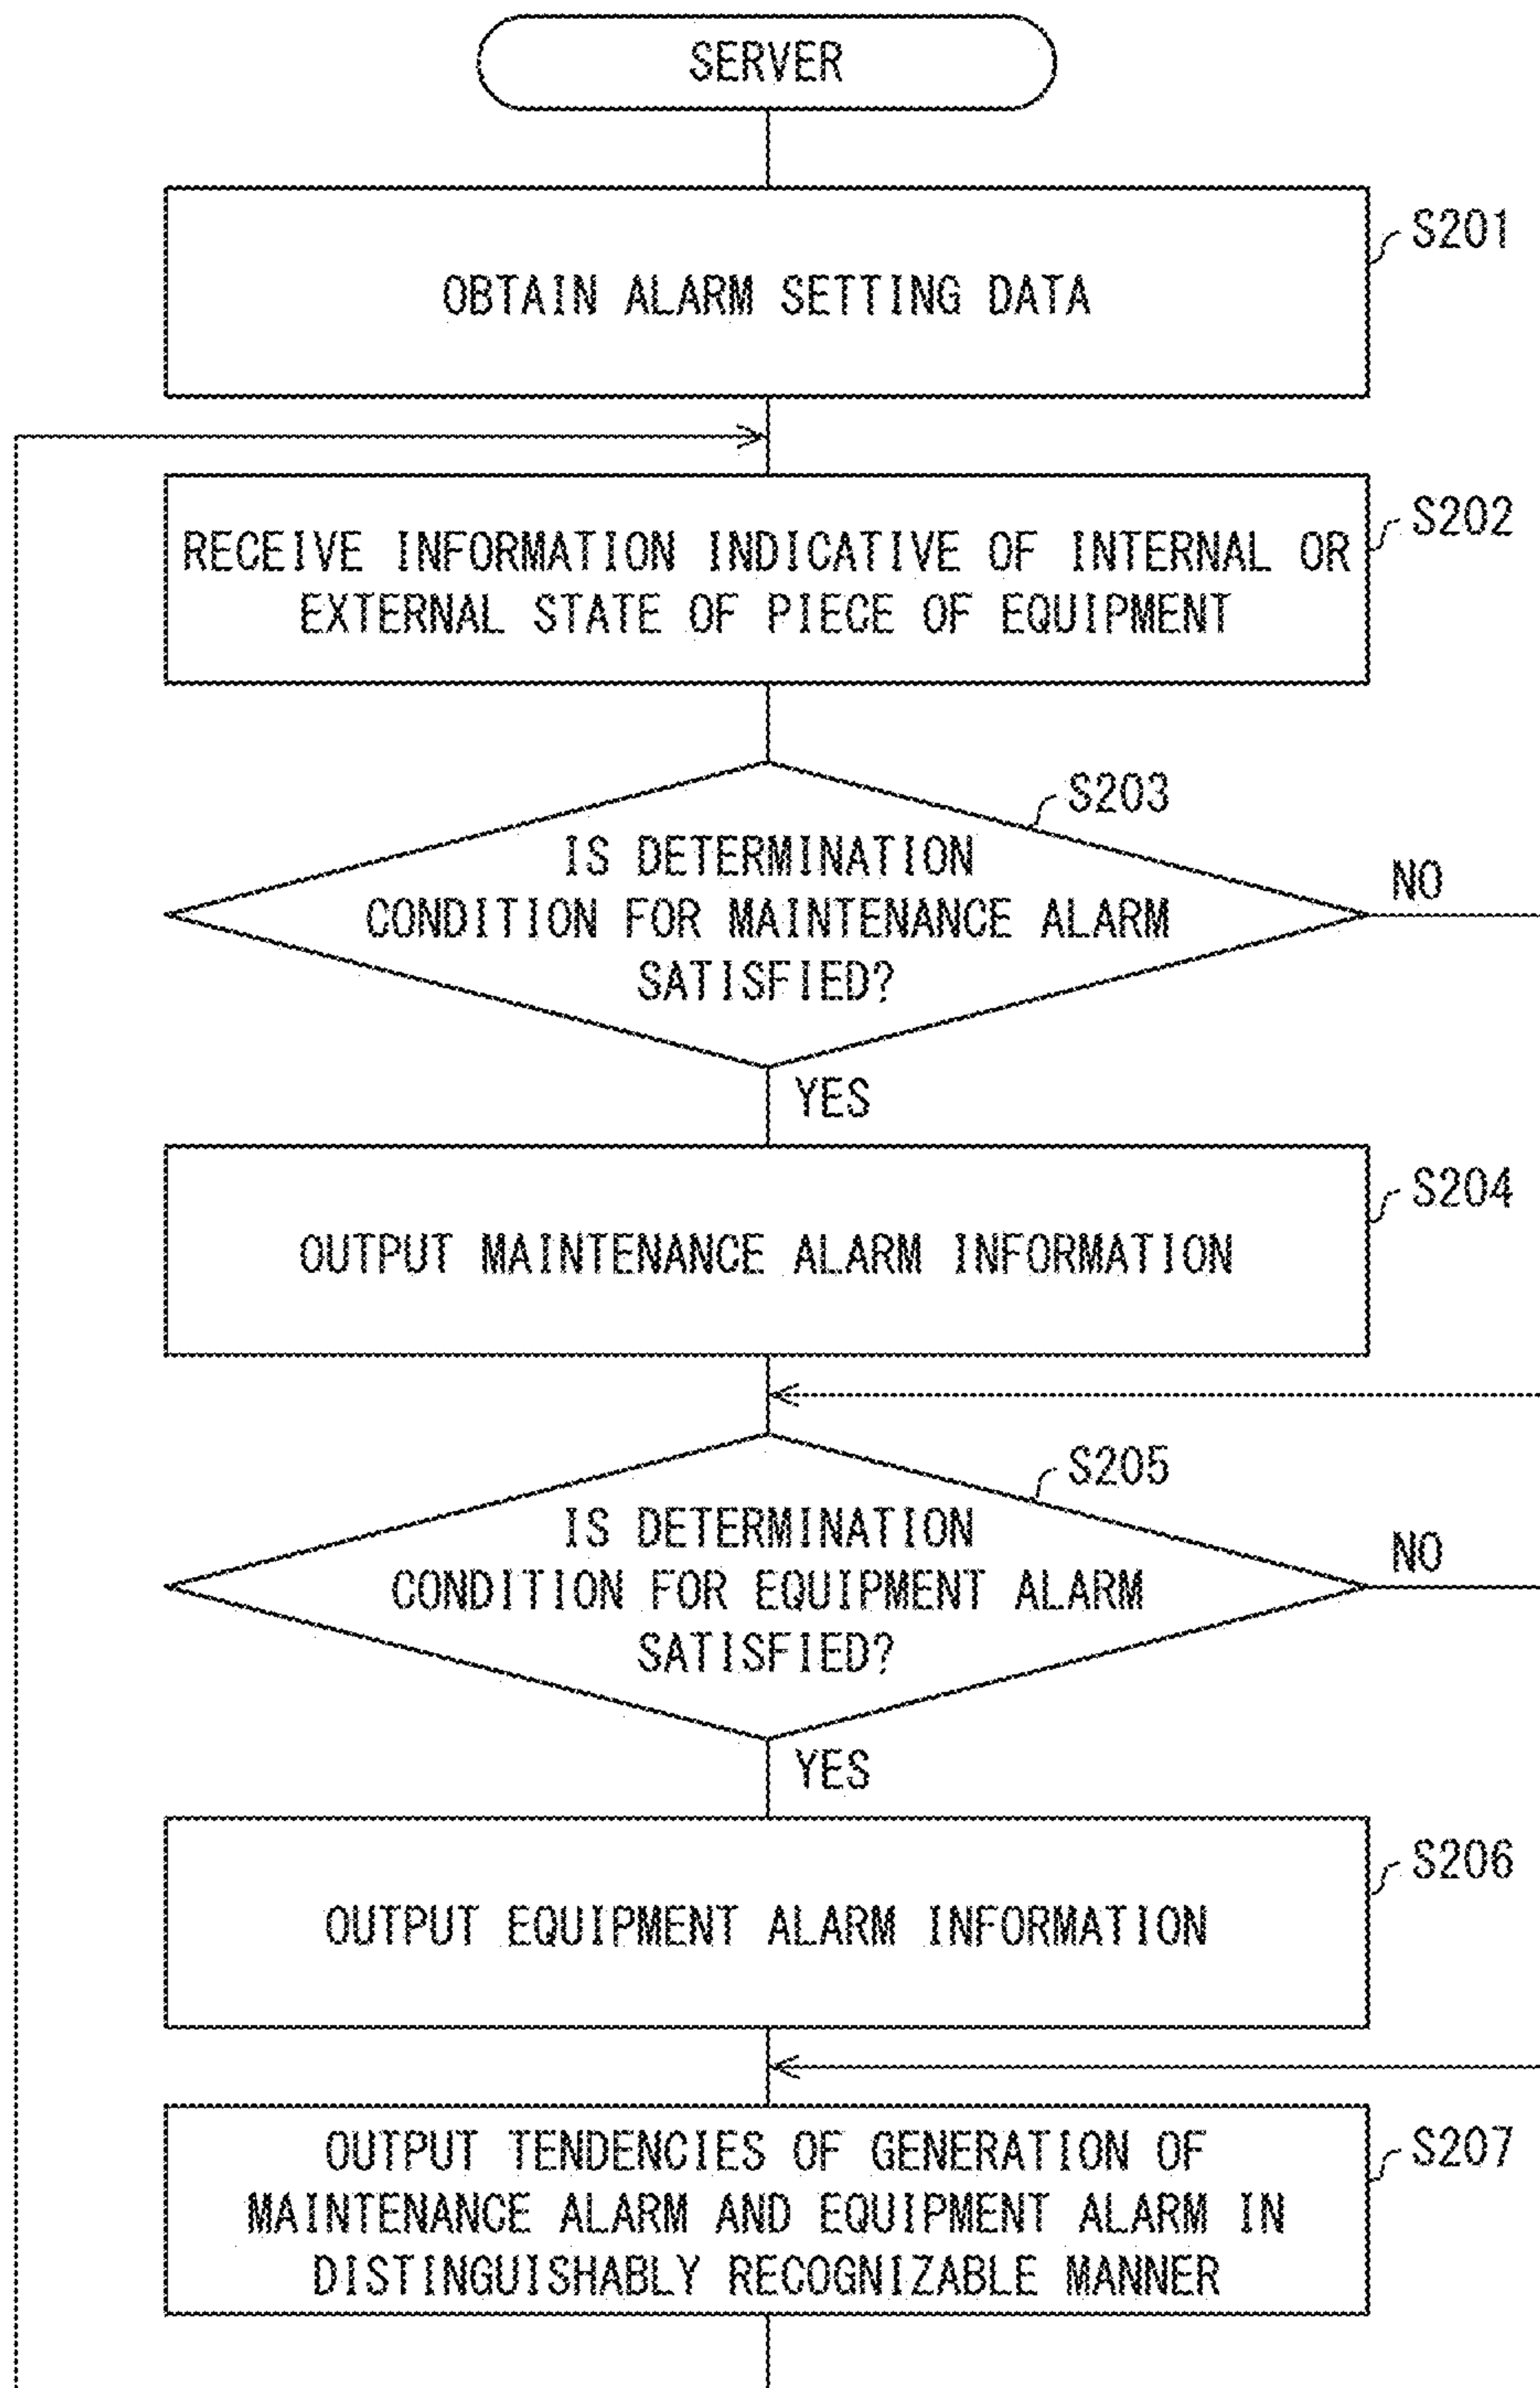 SERVER
OBTAIN ALARM SETTING DATA
S201
RECEIVE INFORMATION INDICATIVE OF INTERNAL OR
EXTERNAL STATE OF PIECE OF EQUIPMENT
S202
S203
IS DETERMINATION
CONDITION FOR MAINTENANCE ALARM
SATISFIED?
NO
YES
OUTPUT MAINTENANCE ALARM INFORMATION
S204
S205
IS DETERMINATION
CONDITION FOR EQUIPMENT ALARM
SATISFIED?
NO
YES
OUTPUT EQUIPMENT ALARM INFORMATION
S206
OUTPUT TENDENCIES OF GENERATION OF
MAINTENANCE ALARM AND EQUIPMENT ALARM IN
DISTINGUISHABLY RECOGNIZABLE MANNER
S207